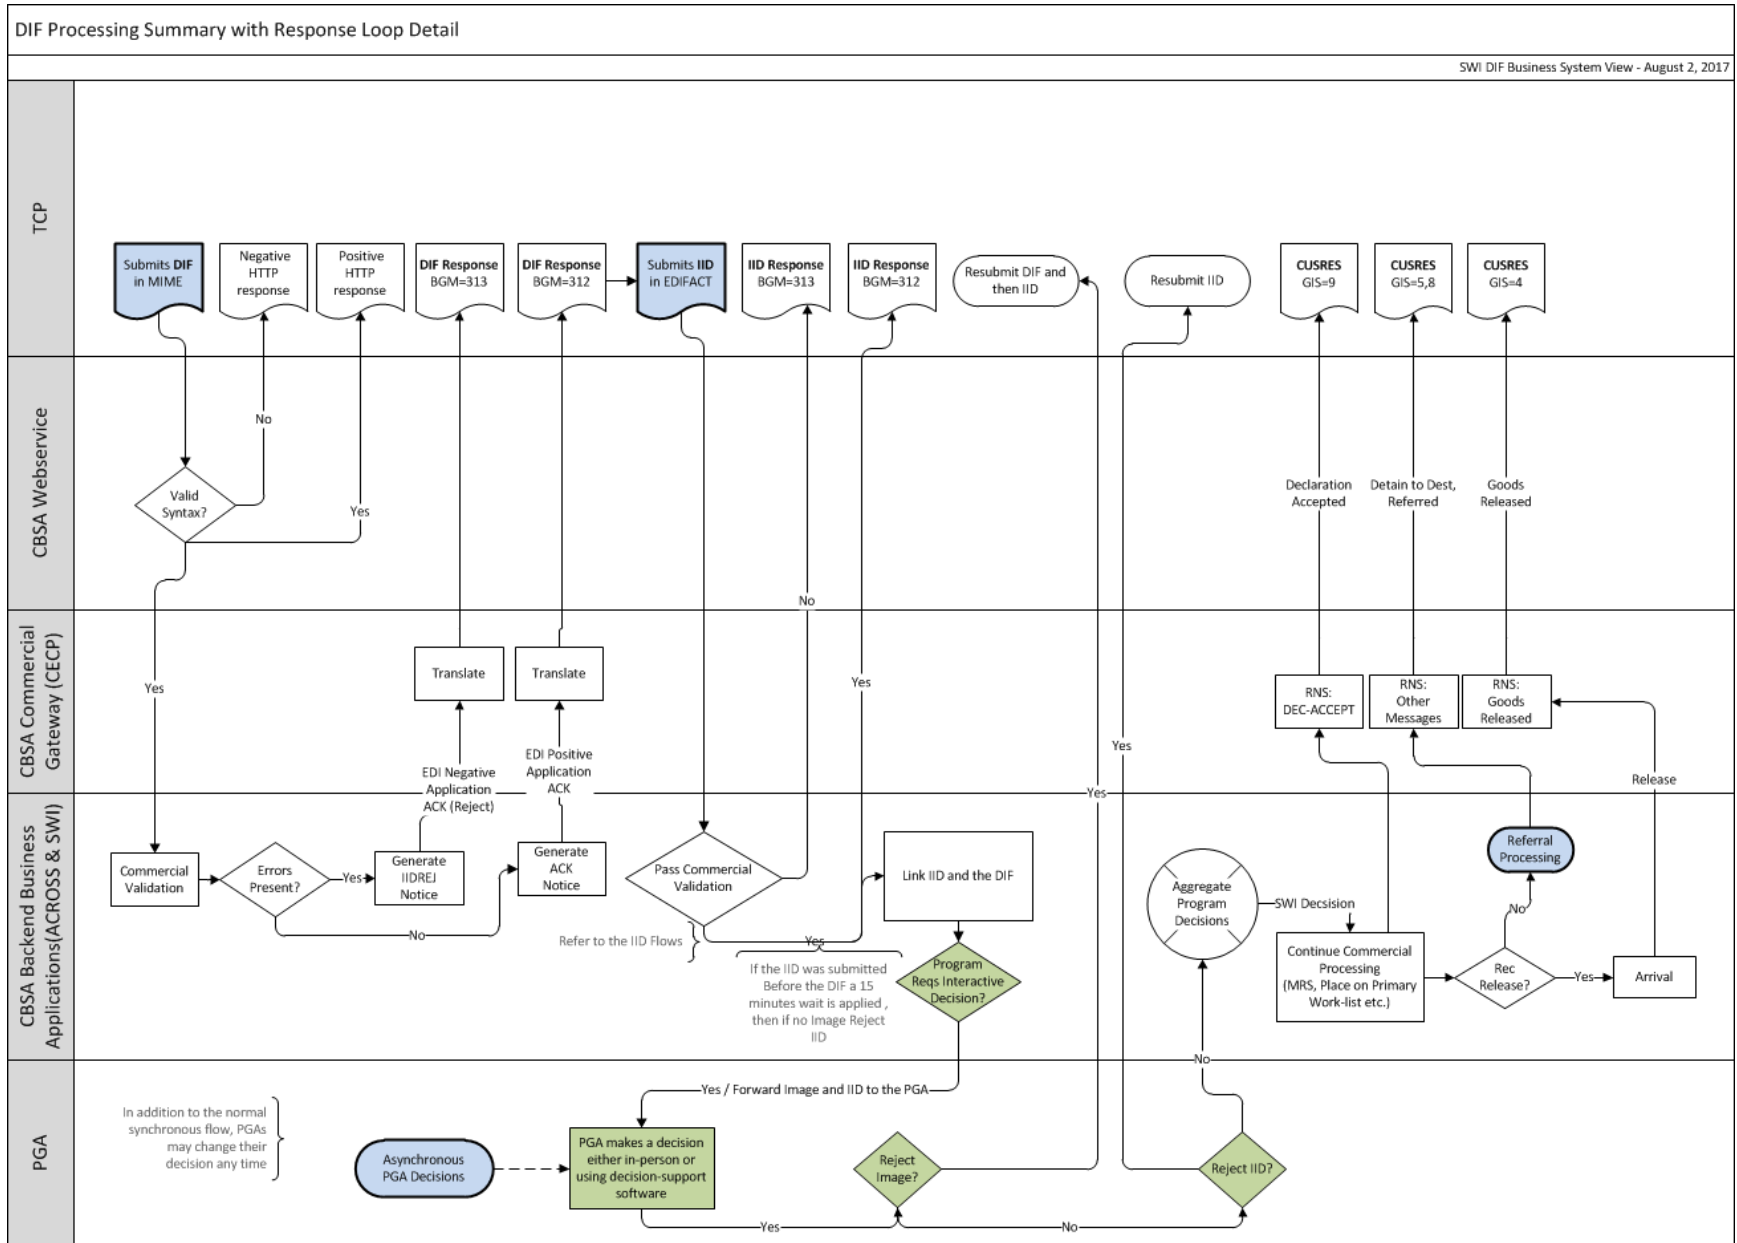 DIF Processing Summary with Response Loop Detail
SWI DIF Business System View - August 2, 2017
TCP
Submits DIF
in MIME
Negative
HTTP
response
Positive
HTTP
response
DIF Response
BGM=313
DIF Response
BGM=312
Submits IID
in EDIFACT
IID Response
BGM=313
IID Response
BGM=312
Resubmit DIF and
then IID
Resubmit IID
CUSRES
GIS=9
CUSRES
GIS=5,8
CUSRES
GIS=4
CBSA Webservice
No
Valid
Syntax?
Yes
Declaration
Accepted
Detain to Dest,
Referred
Goods
Released
No
CBSA Commercial
Gateway (CECP)
Yes
Translate
Translate
Yes
RNS:
DEC-ACCEPT
RNS:
Other
Messages
RNS:
Goods
Released
EDI Negative
Application
ACK (Reject)
EDI Positive
Application
ACK
Yes
Yes
Release
CBSA Backend Business
Applications(ACROSS & SWI)
Commercial
Validation
Errors
Present?
Yes
Generate
IIDREJ
Notice
Generate
ACK
Notice
No
Pass Commercial
Validation
Refer to the IID Flows
Yes
Link IID and the DIF
If the IID was submitted
Before the DIF a 15
minutes wait is applied ,
then if no Image Reject
IID
Program
Reqs Interactive
Decision?
Aggregate
Program
Decisions
SWI Decsision
Continue Commercial
Processing
(MRS, Place on Primary
Work-list etc.)
Referral
Processing
No
Rec
Release?
Yes
Arrival
No
PGA
In addition to the normal
synchronous flow, PGAs
may change their
decision any time
Asynchronous
PGA Decisions
Yes / Forward Image and IID to the PGA
PGA makes a decision
either in-person or
using decision-support
software
Yes
Reject
Image?
No
Reject IID?